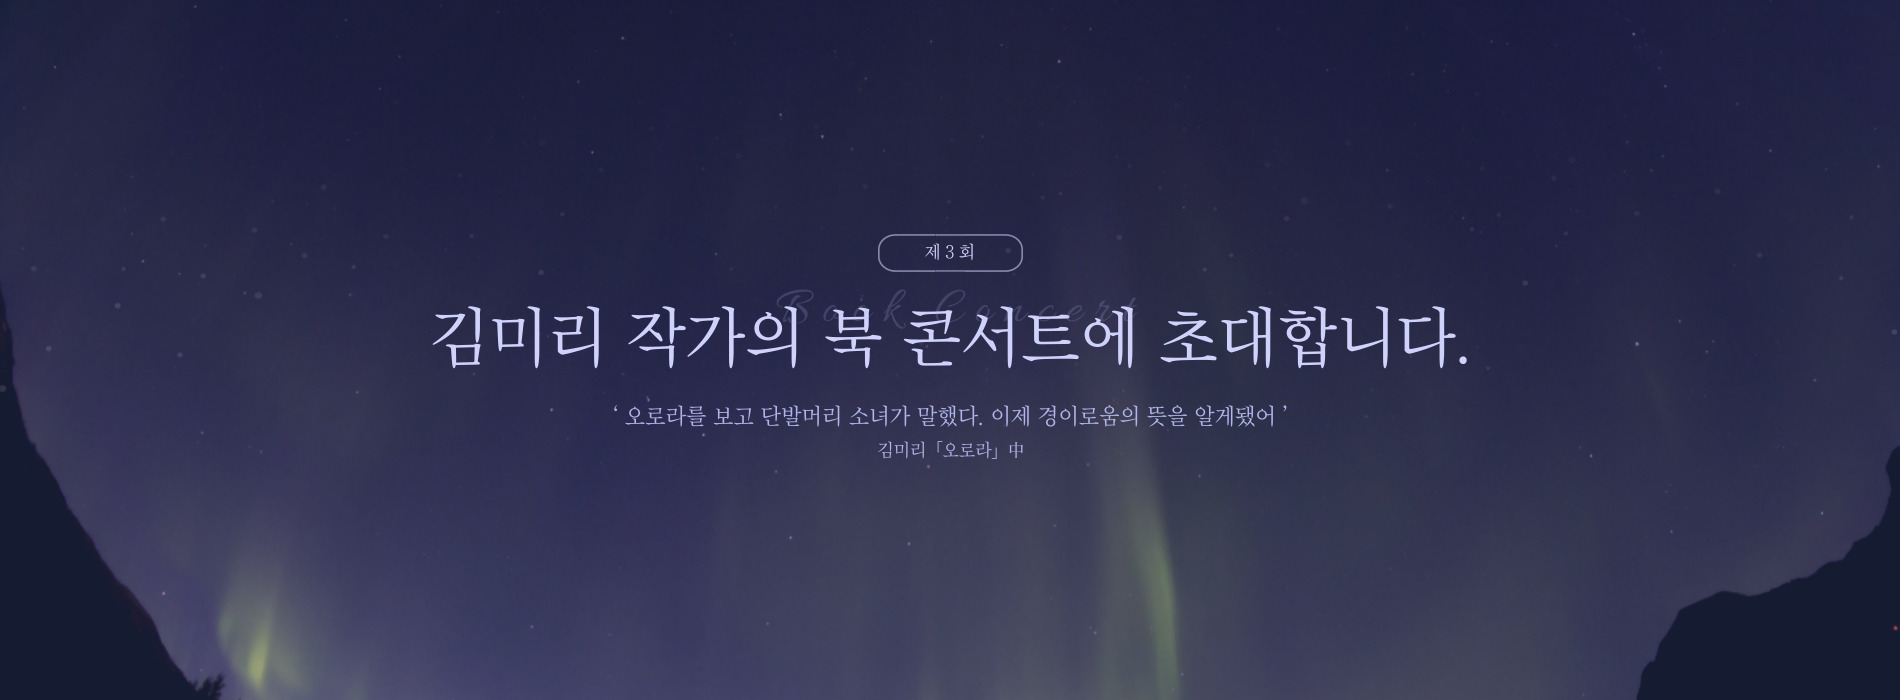 제3회
Book Concert
김미리 작가의 북 콘서트에 초대합니다.
‘ 오로라를 보고 단발머리 소녀가 말했다. 이제 경이로움의 뜻을 알게됐어 ’
김미리「오로라」中